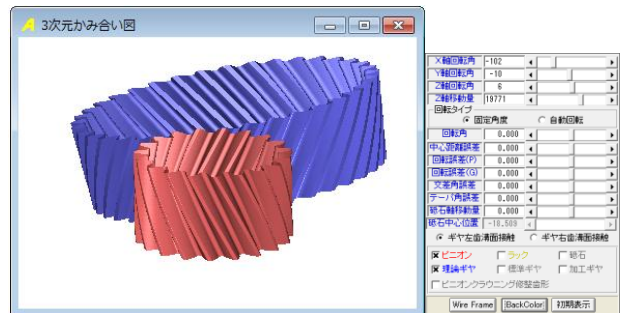 3次元かみ合い図
X軸回転角 -102
Y軸回転角 -10
Z軸回転角 6
Z軸移動量 19771
回転タイプ
固定角度 自動回転
回転角 0.000
中心距離誤差 0.000
回転誤差(P) 0.000
回転誤差(G) 0.000
交差角誤差 0.000
テーパ角誤差 0.000
砥石軸移動量 0.000
砥石中心位置 -18.509
ギヤ左歯溝面接触 ギヤ右歯溝面接触
ピニオン ラック 砥石
理論ギヤ 標準ギヤ 加工ギヤ
ピニオンクラウニング修整歯形
Wire Frame BackColor 初期表示